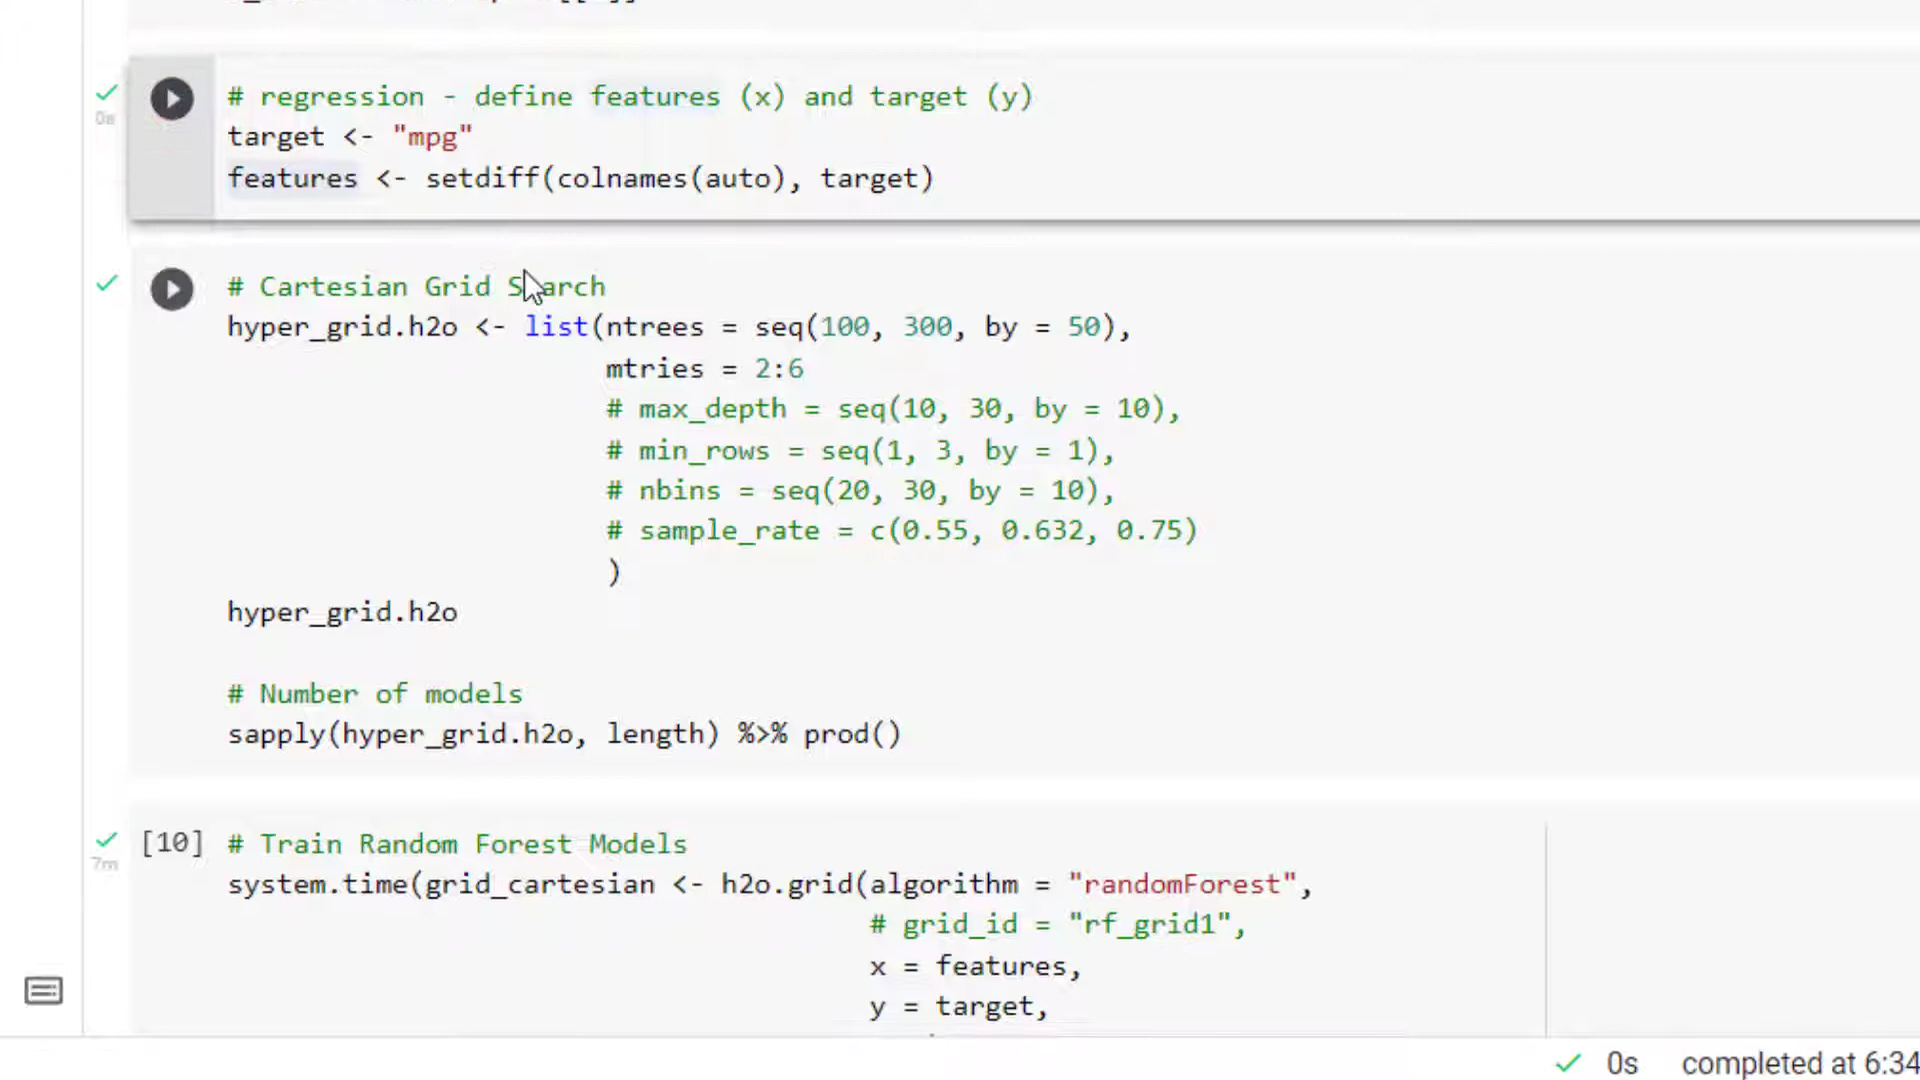 # regression - define features (x) and target (y)
0s
target <- "mpg"
features <- setdiff(colnames(auto), target)
# Cartesian Grid Search
hyper_grid.h2o <- list(ntrees = seq(100, 300, by = 50),
mtries = 2:6
# max_depth = seq(10, 30, by = 10),
# min_rows = seq(1, 3, by = 1),
# nbins = seq(20, 30, by = 10),
# sample_rate = c(0.55, 0.632, 0.75)
)
hyper_grid.h2o
# Number of models
sapply(hyper_grid.h2o, length) %>% prod()
[10] # Train Random Forest Models
7m
system.time(grid_cartesian <- h2o.grid(algorithm = "randomForest",
# grid_id = "rf_grid1",
x = features,
y = target,
0s completed at 6:34